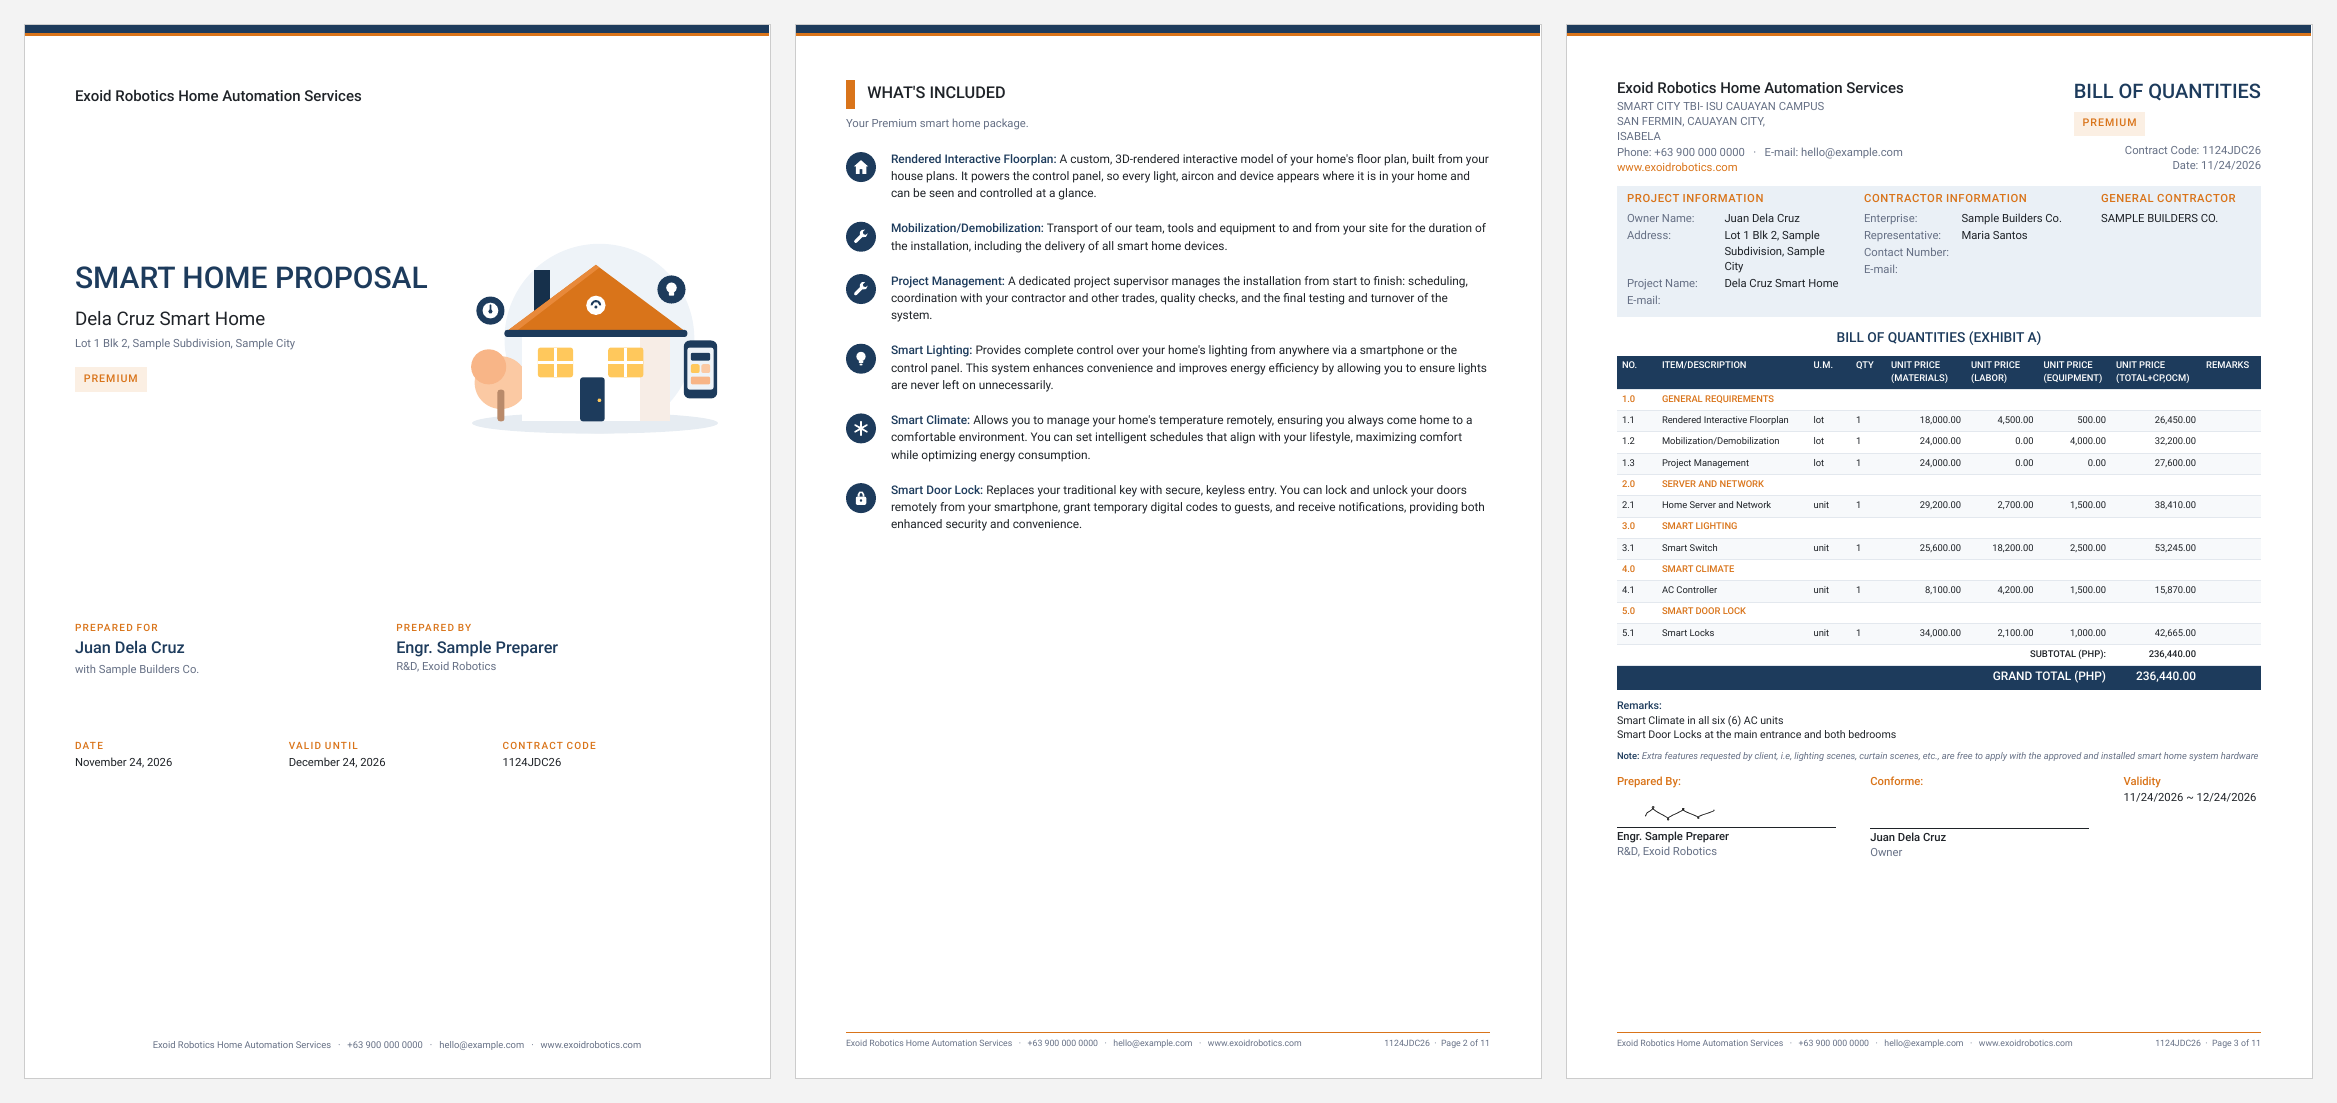 Exoid Robotics Home Automation Services
SMART HOME PROPOSAL
Dela Cruz Smart Home
Lot 1 Blk 2, Sample Subdivision, Sample City
PREMIUM
PREPARED FOR
Juan Dela Cruz
with Sample Builders Co.
PREPARED BY
Engr. Sample Preparer
R&D, Exoid Robotics
DATE
November 24, 2026
VALID UNTIL
December 24, 2026
CONTRACT CODE
1124JDC26
Exoid Robotics Home Automation Services · +63 900 000 0000 · hello@example.com · www.exoidrobotics.com
WHAT'S INCLUDED
Your Premium smart home package.
Rendered Interactive Floorplan: A custom, 3D-rendered interactive model of your home's floor plan, built from your
house plans. It powers the control panel, so every light, aircon and device appears where it is in your home and
can be seen and controlled at a glance.
Mobilization/Demobilization: Transport of our team, tools and equipment to and from your site for the duration of
the installation, including the delivery of all smart home devices.
Project Management: A dedicated project supervisor manages the installation from start to finish: scheduling,
coordination with your contractor and other trades, quality checks, and the final testing and turnover of the
system.
Smart Lighting: Provides complete control over your home's lighting from anywhere via a smartphone or the
control panel. This system enhances convenience and improves energy efficiency by allowing you to ensure lights
are never left on unnecessarily.
Smart Climate: Allows you to manage your home's temperature remotely, ensuring you always come home to a
comfortable environment. You can set intelligent schedules that align with your lifestyle, maximizing comfort
while optimizing energy consumption.
Smart Door Lock: Replaces your traditional key with secure, keyless entry. You can lock and unlock your doors
remotely from your smartphone, grant temporary digital codes to guests, and receive notifications, providing both
enhanced security and convenience.
Exoid Robotics Home Automation Services · +63 900 000 0000 · hello@example.com · www.exoidrobotics.com 1124JDC26 · Page 2 of 11
Exoid Robotics Home Automation Services
SMART CITY TBI- ISU CAUAYAN CAMPUS
SAN FERMIN, CAUAYAN CITY,
ISABELA
Phone: +63 900 000 0000 · E-mail: hello@example.com
www.exoidrobotics.com
BILL OF QUANTITIES
PREMIUM
Contract Code: 1124JDC26
Date: 11/24/2026
PROJECT INFORMATION
Owner Name: Juan Dela Cruz
Address: Lot 1 Blk 2, Sample
Subdivision, Sample
City
Project Name: Dela Cruz Smart Home
E-mail:
CONTRACTOR INFORMATION
Enterprise: Sample Builders Co.
Representative: Maria Santos
Contact Number:
E-mail:
GENERAL CONTRACTOR
SAMPLE BUILDERS CO.
BILL OF QUANTITIES (EXHIBIT A)
NO. ITEM/DESCRIPTION U.M. QTY UNIT PRICE UNIT PRICE UNIT PRICE UNIT PRICE REMARKS
(MATERIALS) (LABOR) (EQUIPMENT) (TOTAL+CP,OCM)
1.0 GENERAL REQUIREMENTS
1.1 Rendered Interactive Floorplan lot 1 18,000.00 4,500.00 500.00 26,450.00
1.2 Mobilization/Demobilization lot 1 24,000.00 0.00 4,000.00 32,200.00
1.3 Project Management lot 1 24,000.00 0.00 0.00 27,600.00
2.0 SERVER AND NETWORK
2.1 Home Server and Network unit 1 29,200.00 2,700.00 1,500.00 38,410.00
3.0 SMART LIGHTING
3.1 Smart Switch unit 1 25,600.00 18,200.00 2,500.00 53,245.00
4.0 SMART CLIMATE
4.1 AC Controller unit 1 8,100.00 4,200.00 1,500.00 15,870.00
5.0 SMART DOOR LOCK
5.1 Smart Locks unit 1 34,000.00 2,100.00 1,000.00 42,665.00
SUBTOTAL (PHP): 236,440.00
GRAND TOTAL (PHP) 236,440.00
Remarks:
Smart Climate in all six (6) AC units
Smart Door Locks at the main entrance and both bedrooms
Note: Extra features requested by client, i.e, lighting scenes, curtain scenes, etc., are free to apply with the approved and installed smart home system hardware
Prepared By:
Engr. Sample Preparer
R&D, Exoid Robotics
Conforme:
Juan Dela Cruz
Owner
Validity
11/24/2026 ~ 12/24/2026
Exoid Robotics Home Automation Services · +63 900 000 0000 · hello@example.com · www.exoidrobotics.com 1124JDC26 · Page 3 of 11